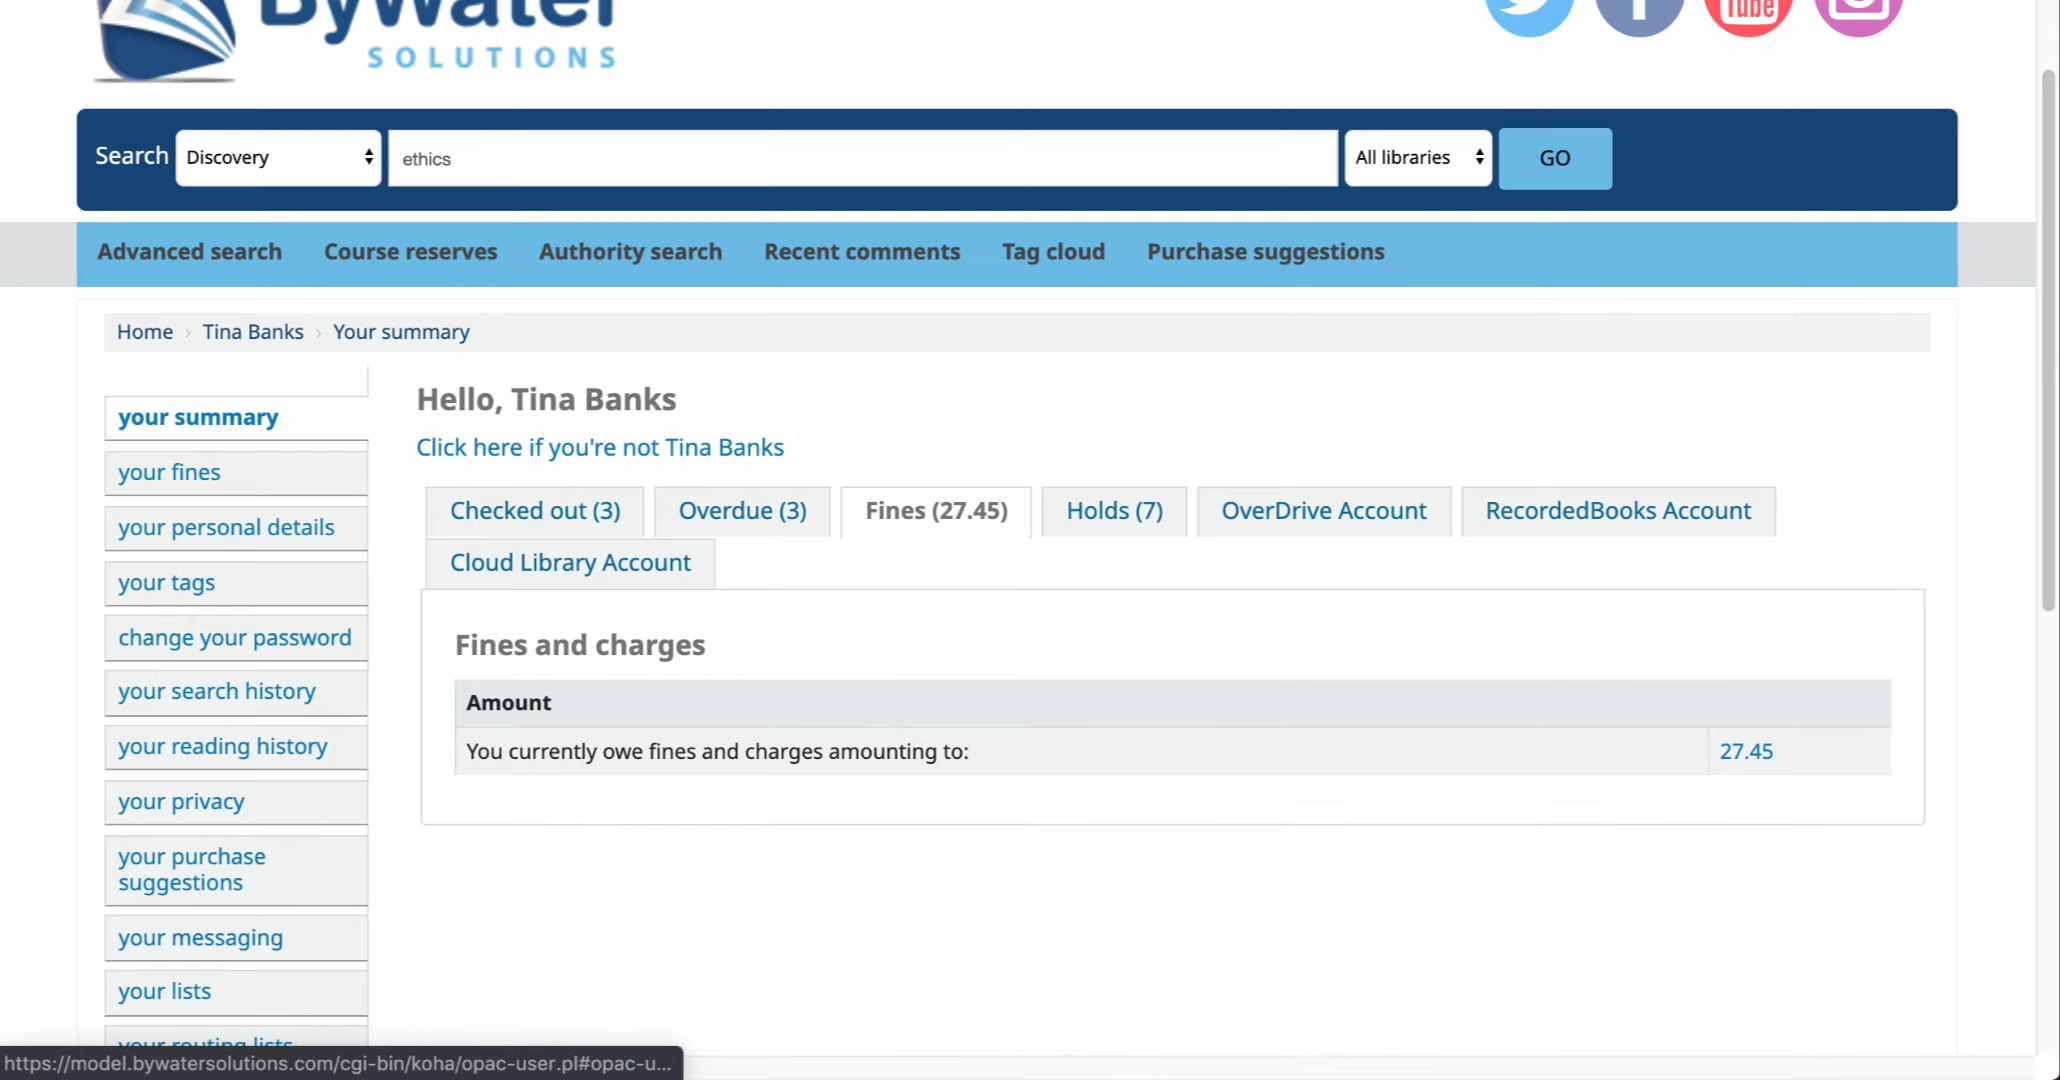 ByWater
SOLUTIONS
Tube
Search Discovery ethics All libraries GO
Advanced search Course reserves Authority search Recent comments Tag cloud Purchase suggestions
Home › Tina Banks › Your summary
your summary
your fines
your personal details
your tags
change your password
your search history
your reading history
your privacy
your purchase
suggestions
your messaging
your lists
your routing lists
Hello, Tina Banks
Click here if you're not Tina Banks
Checked out (3) Overdue (3) Fines (27.45) Holds (7) OverDrive Account RecordedBooks Account
Cloud Library Account
Fines and charges
Amount
You currently owe fines and charges amounting to: 27.45
https://model.bywatersolutions.com/cgi-bin/koha/opac-user.pl#opac-u...